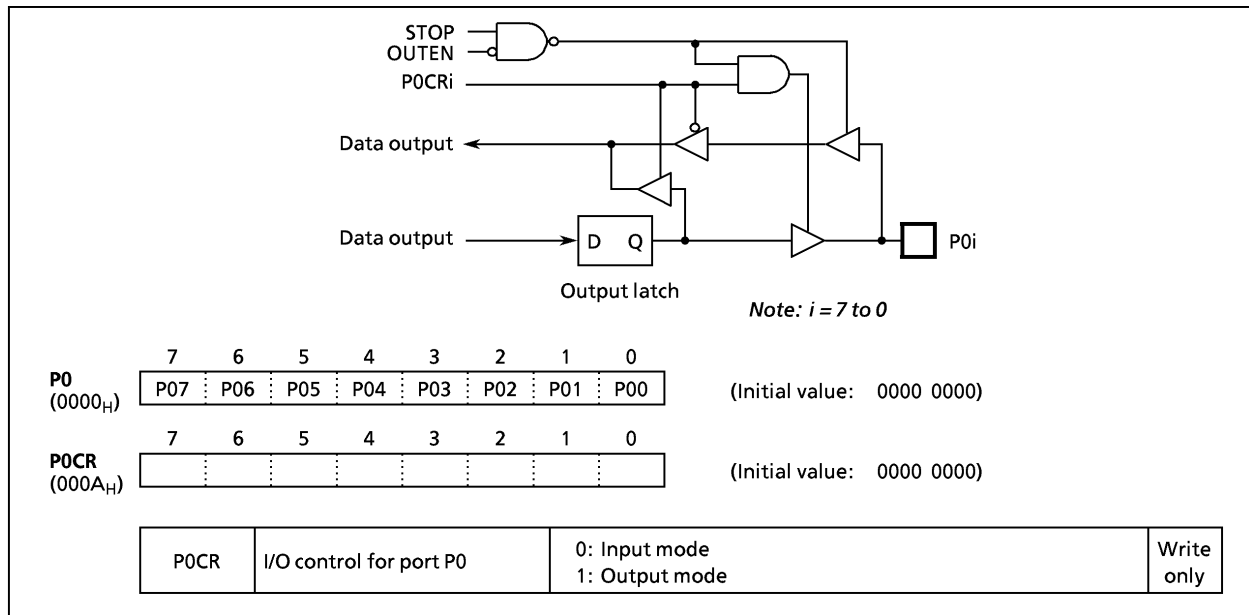 STOP
OUTEN
P0CRi
Data output
Data output
D Q
P0i
Output latch
Note: i = 7 to 0
7 6 5 4 3 2 1 0
P0 P07 P06 P05 P04 P03 P02 P01 P00 (Initial value: 0000 0000)
(0000H)
7 6 5 4 3 2 1 0
P0CR (Initial value: 0000 0000)
(000AH)
P0CR I/O control for port P0 0: Input mode Write
1: Output mode only